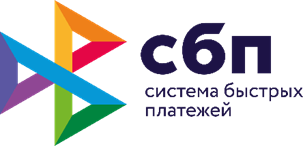 сбп
система быстрых
платежей